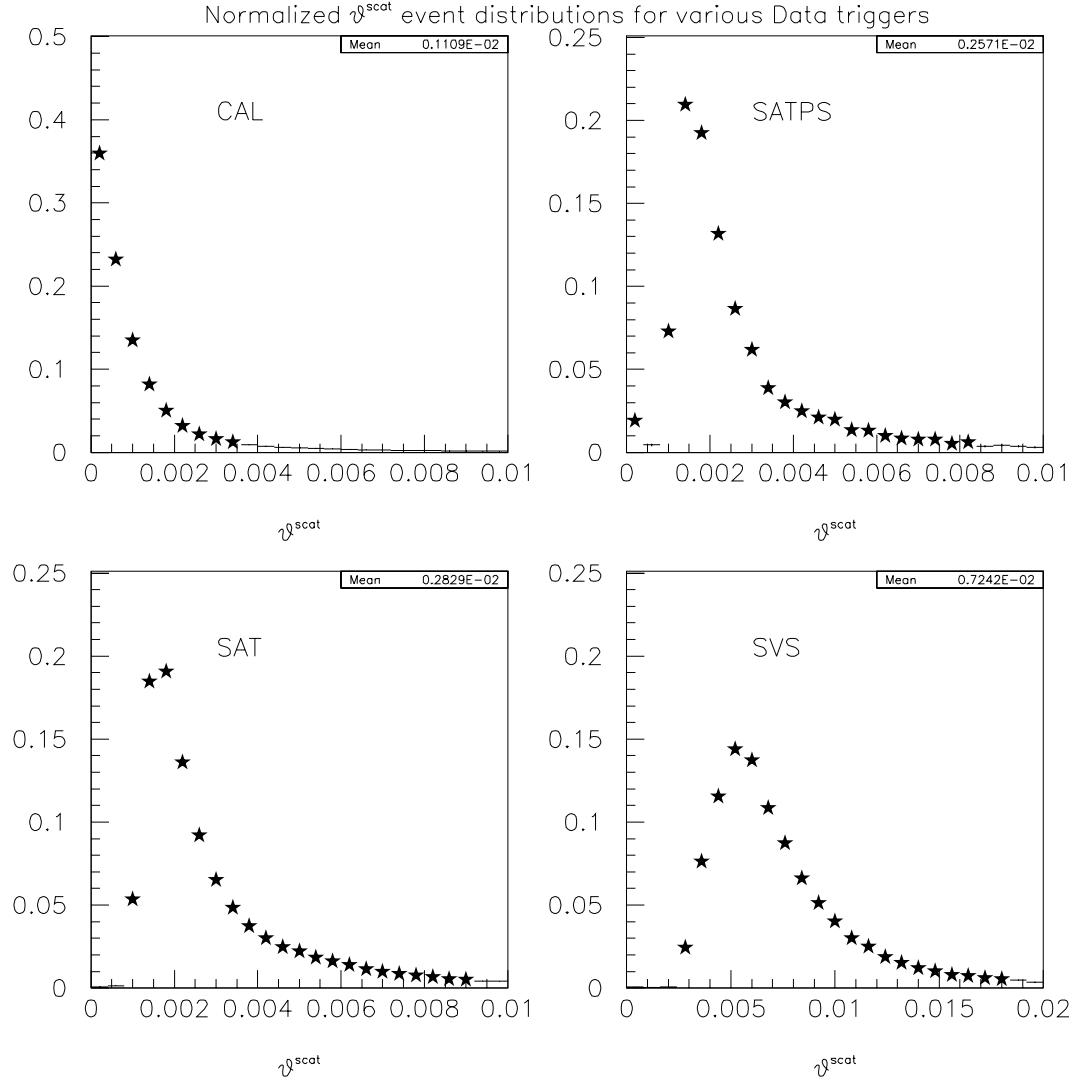 Normalized ϑ^scat event distributions for various Data triggers
Mean 0.1109E-02
CAL
0.5
0.4
0.3
0.2
0.1
0
0 0.002 0.004 0.006 0.008 0.01
ϑ^scat
Mean 0.2571E-02
SATPS
0.25
0.2
0.15
0.1
0.05
0
0 0.002 0.004 0.006 0.008 0.01
ϑ^scat
Mean 0.2829E-02
SAT
0.25
0.2
0.15
0.1
0.05
0
0 0.002 0.004 0.006 0.008 0.01
ϑ^scat
Mean 0.7242E-02
SVS
0.25
0.2
0.15
0.1
0.05
0
0 0.005 0.01 0.015 0.02
ϑ^scat